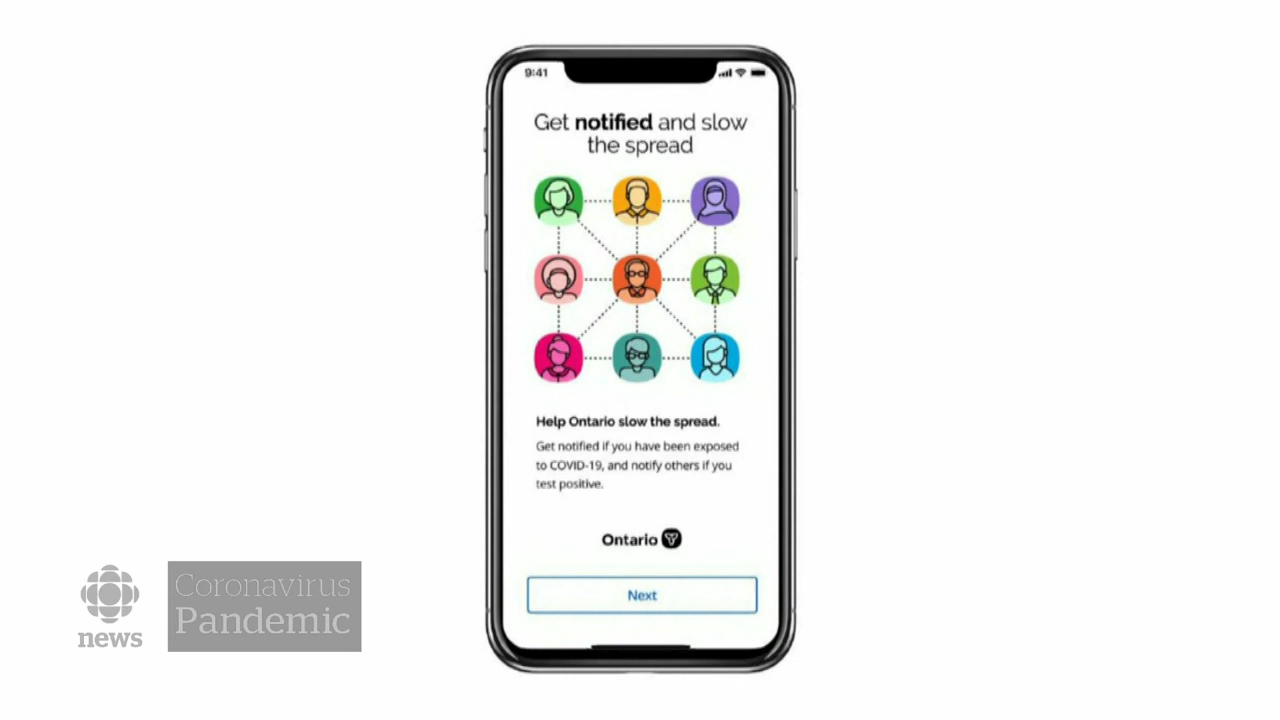 9:41
Get notified and slow
the spread
Help Ontario slow the spread.
Get notified if you have been exposed
to COVID-19, and notify others if you
test positive.
Ontario
Next
news
Coronavirus
Pandemic